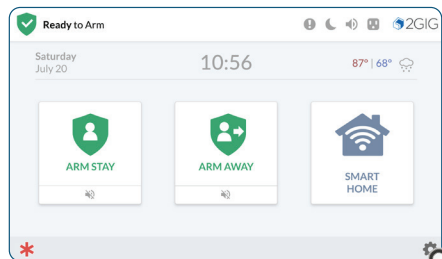 Ready to Arm
2GIG
Saturday
July 20
10:56
87° | 68°
ARM STAY
ARM AWAY
SMART
HOME